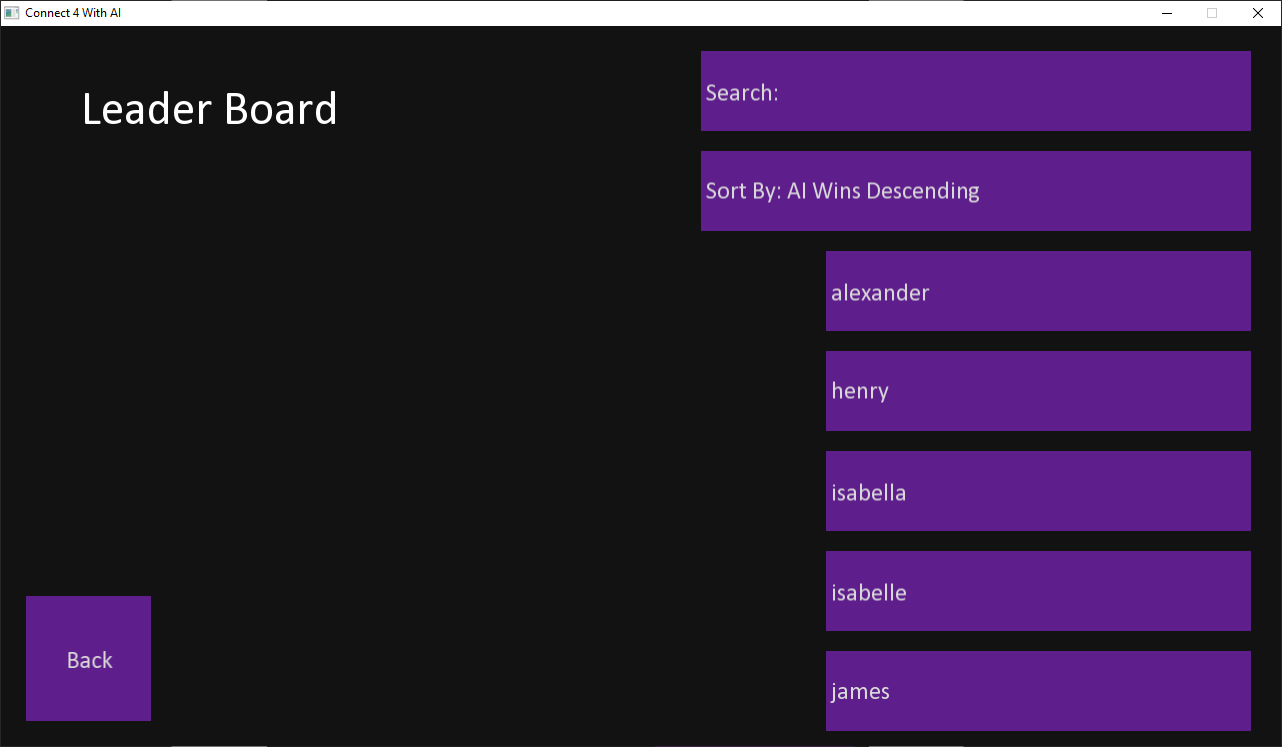 Connect 4 With AI
Leader Board
Search:
Sort By: AI Wins Descending
alexander
henry
isabella
isabelle
james
Back